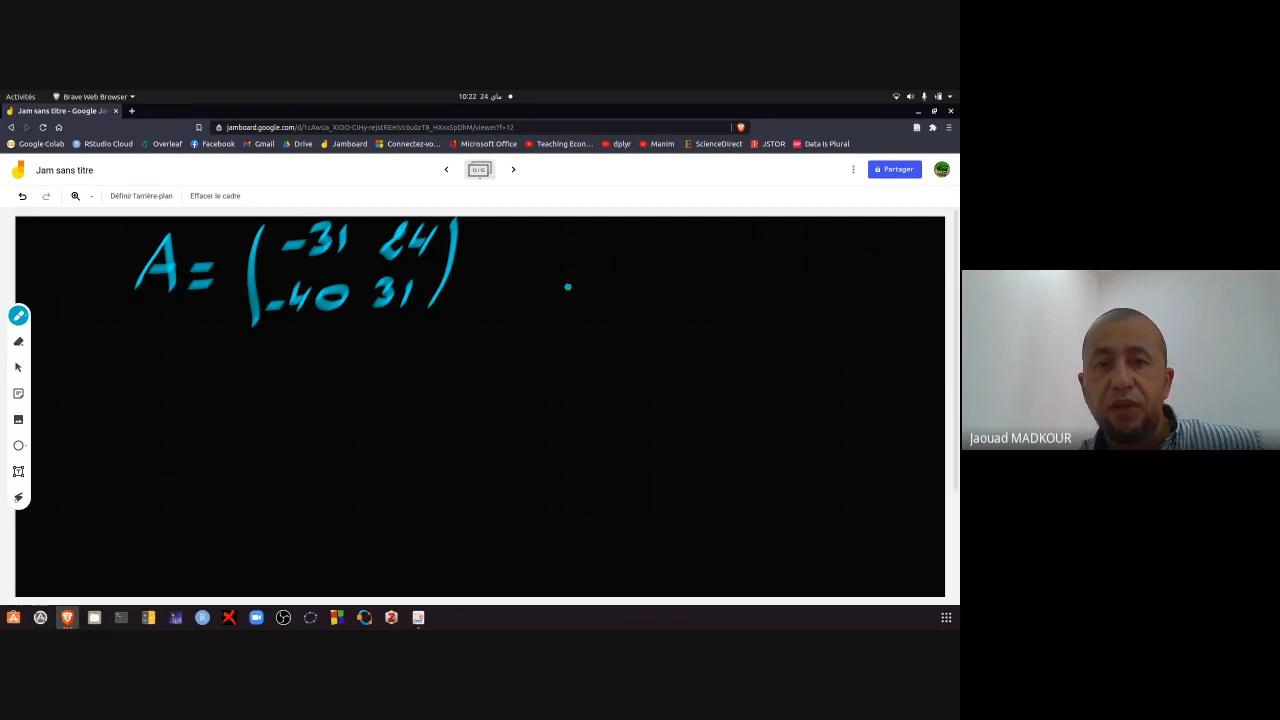 Activités
Brave Web Browser
10:22 24 ماي
Jam sans titre - Google Ja
jamboard.google.com
Google Colab
RStudio Cloud
Overleaf
Facebook
Gmail
Drive
Jamboard
Connectez-vo...
Microsoft Office
Teaching Econ...
dplyr
Manim
ScienceDirect
JSTOR
Data Is Plural
Jam sans titre
Partager
Définir l'arrière-plan
Effacer le cadre
A = ( -31 24
-40 31 )
Jaouad MADKOUR